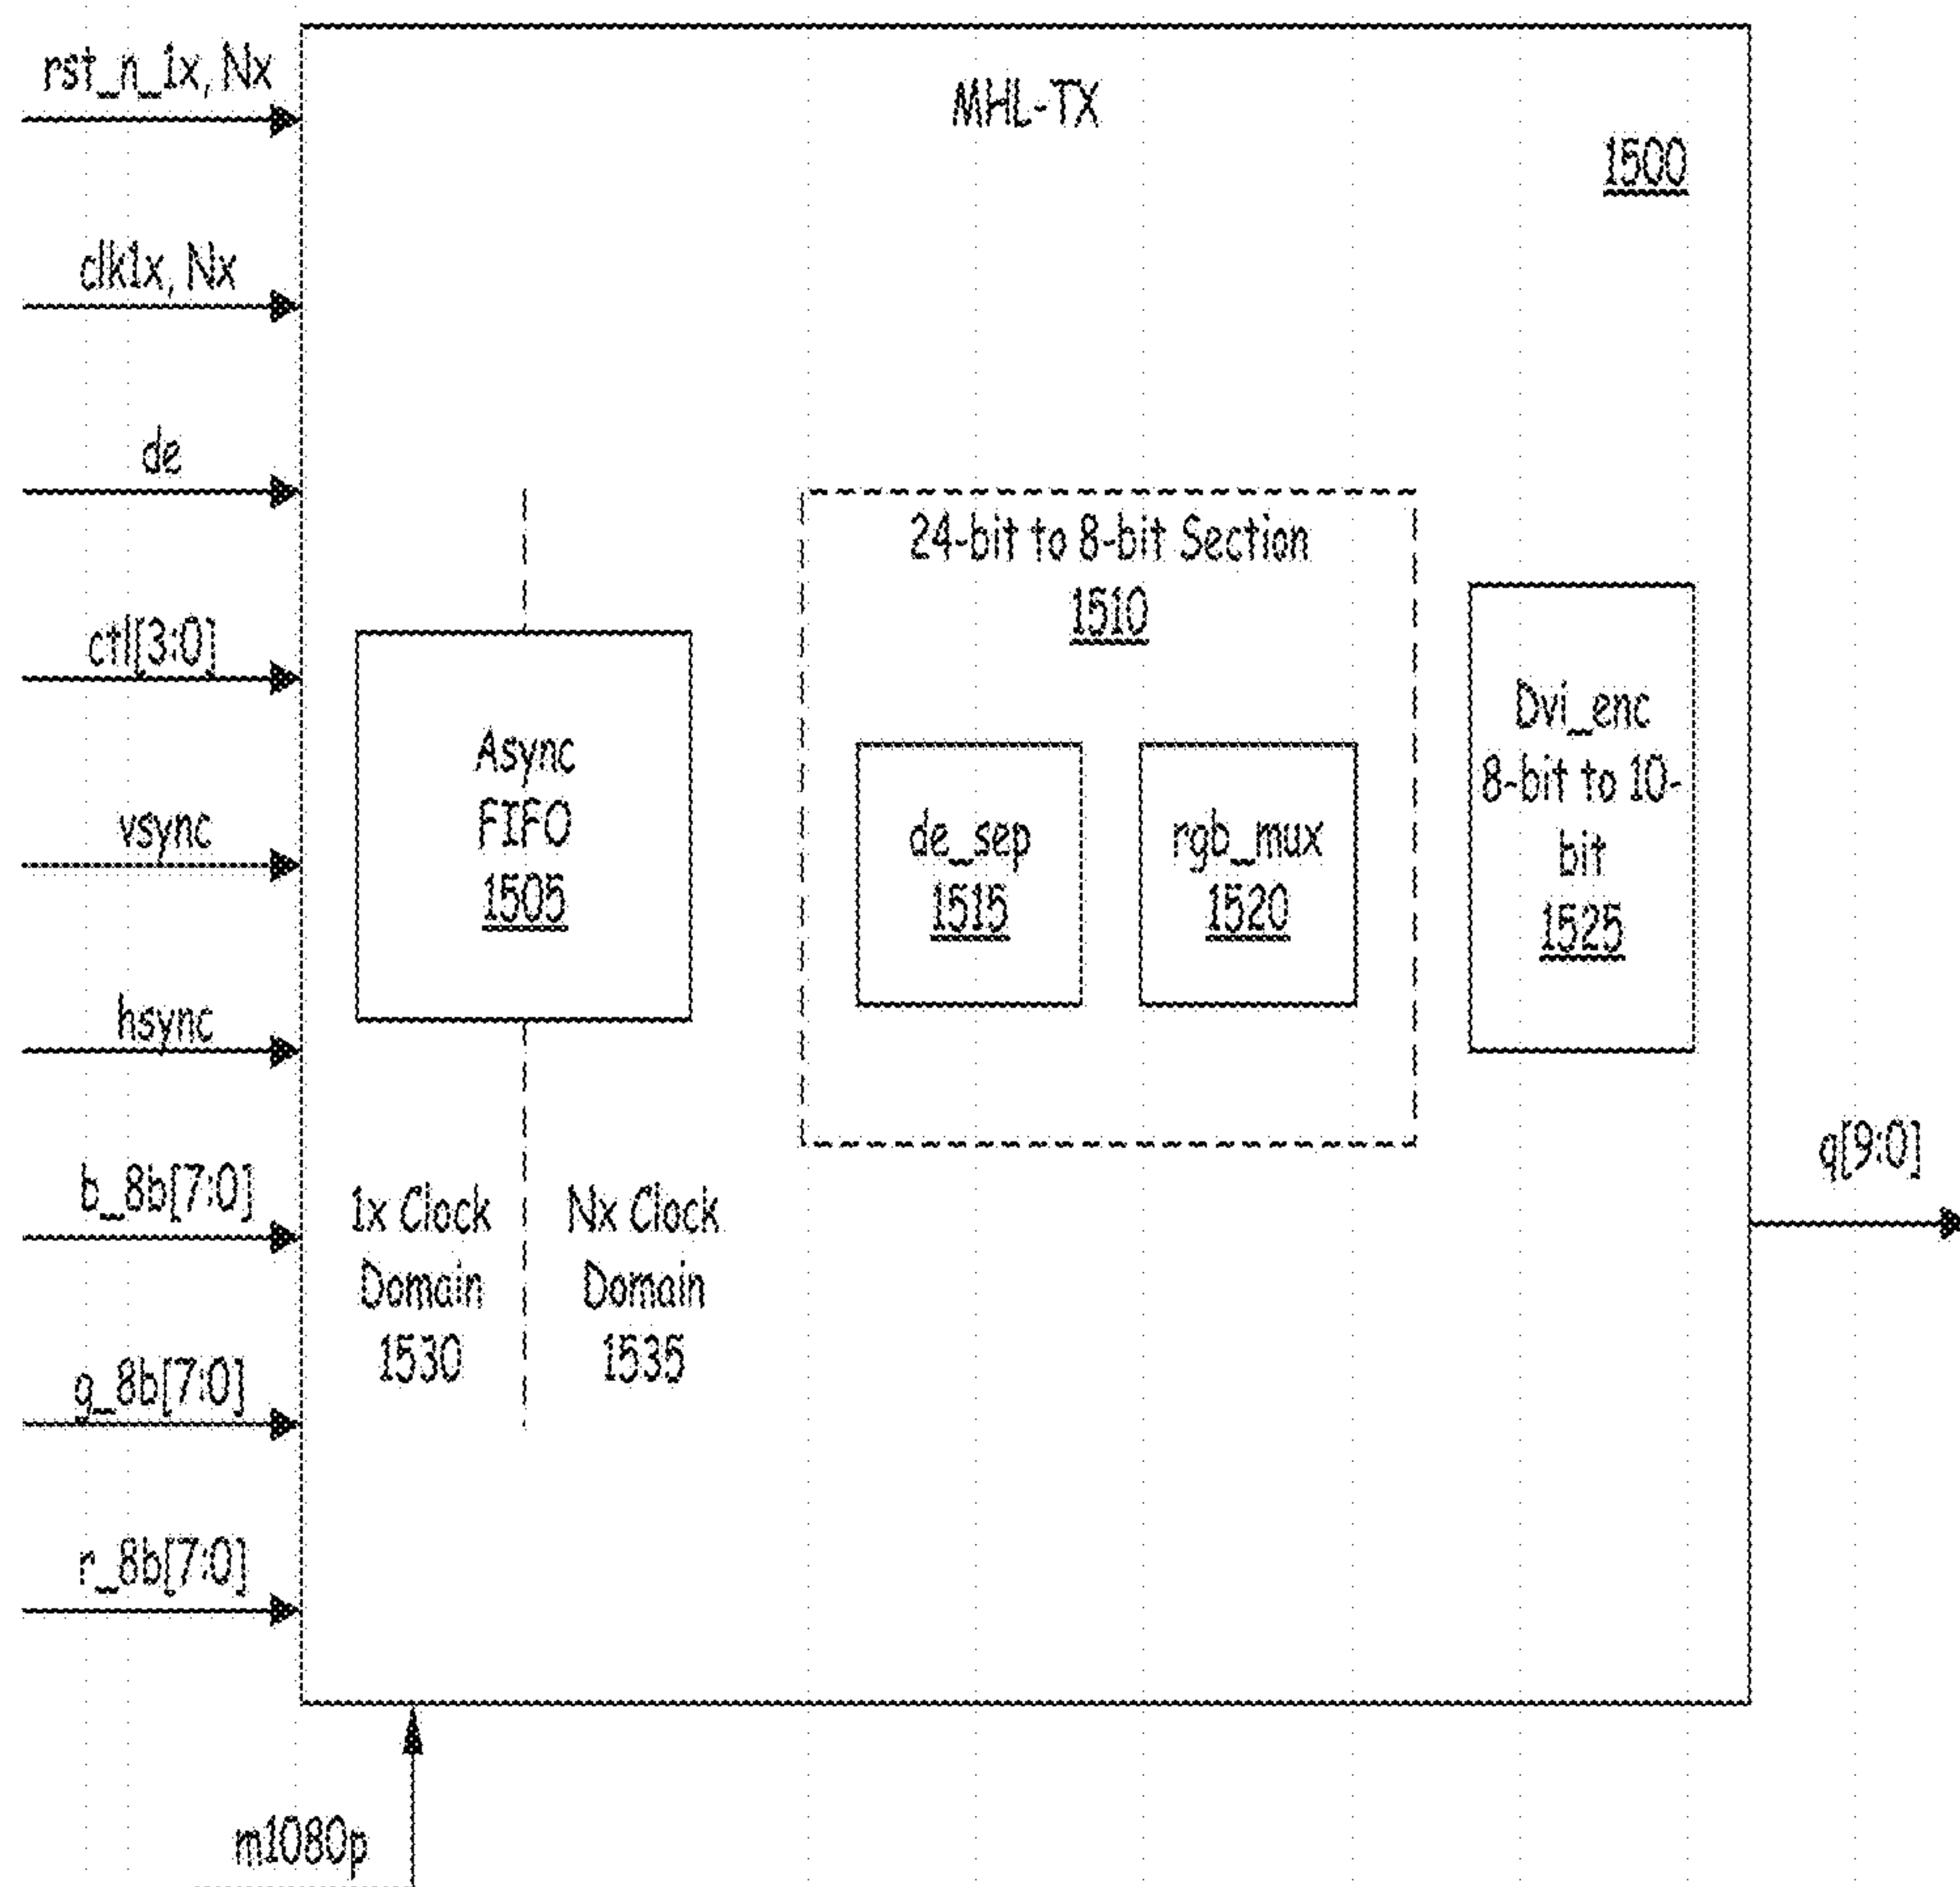 rst_n_1x, Nx
clk1x, Nx
de
ctl[3:0]
vsync
hsync
b_8b[7:0]
g_8b[7:0]
r_8b[7:0]
m1080p
MHL-TX
1500
Async
FIFO
1505
1x Clock
Domain
1530
Nx Clock
Domain
1535
24-bit to 8-bit Section
1510
de_sep
1515
rgb_mux
1520
Dvi_enc
8-bit to 10-
bit
1525
q[9:0]